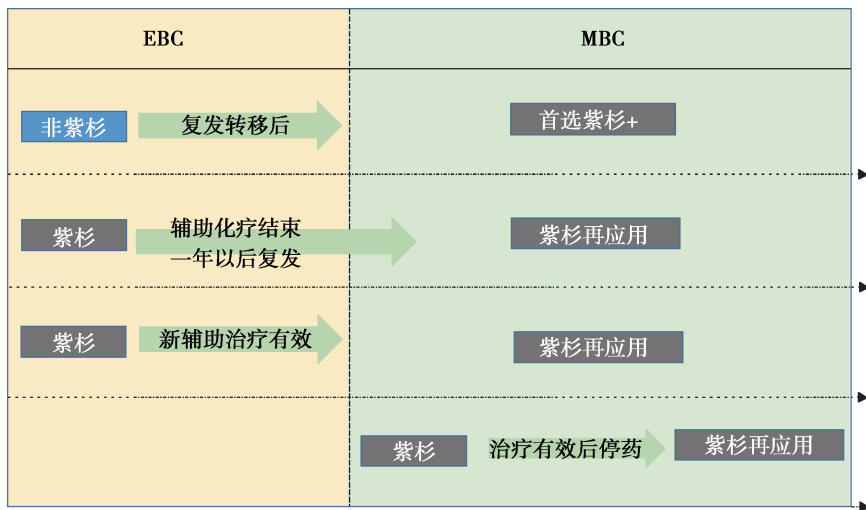 EBC
MBC
非紫杉
复发转移后
首选紫杉+
紫杉
辅助化疗结束
一年以后复发
紫杉再应用
紫杉
新辅助治疗有效
紫杉再应用
紫杉
治疗有效后停药
紫杉再应用